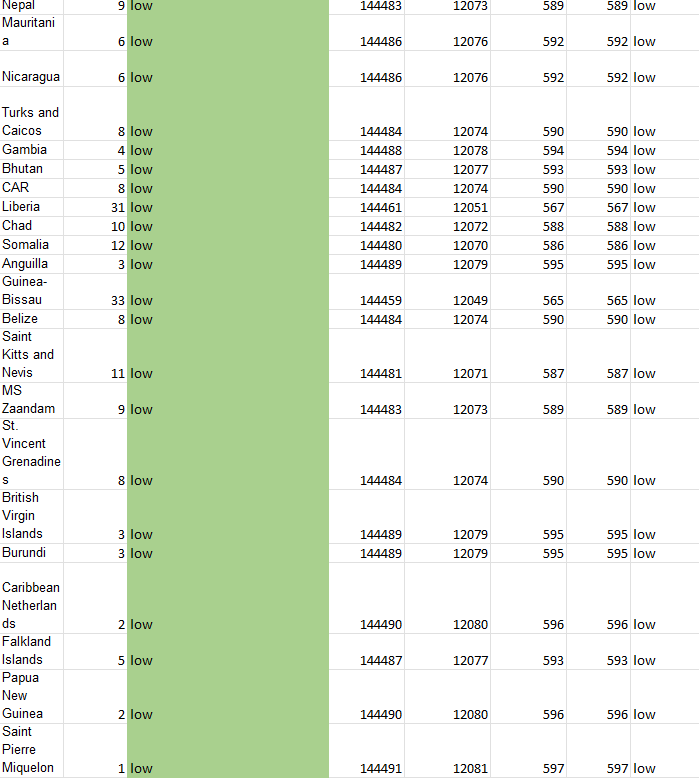 Nepal 9 low 144483 12073 589 589 low
Mauritani
a 6 low 144486 12076 592 592 low
Nicaragua 6 low 144486 12076 592 592 low
Turks and
Caicos 8 low 144484 12074 590 590 low
Gambia 4 low 144488 12078 594 594 low
Bhutan 5 low 144487 12077 593 593 low
CAR 8 low 144484 12074 590 590 low
Liberia 31 low 144461 12051 567 567 low
Chad 10 low 144482 12072 588 588 low
Somalia 12 low 144480 12070 586 586 low
Anguilla 3 low 144489 12079 595 595 low
Guinea-
Bissau 33 low 144459 12049 565 565 low
Belize 8 low 144484 12074 590 590 low
Saint
Kitts and
Nevis 11 low 144481 12071 587 587 low
MS
Zaandam 9 low 144483 12073 589 589 low
St.
Vincent
Grenadine
s 8 low 144484 12074 590 590 low
British
Virgin
Islands 3 low 144489 12079 595 595 low
Burundi 3 low 144489 12079 595 595 low
Caribbean
Netherlan
ds 2 low 144490 12080 596 596 low
Falkland
Islands 5 low 144487 12077 593 593 low
Papua
New
Guinea 2 low 144490 12080 596 596 low
Saint
Pierre
Miquelon 1 low 144491 12081 597 597 low